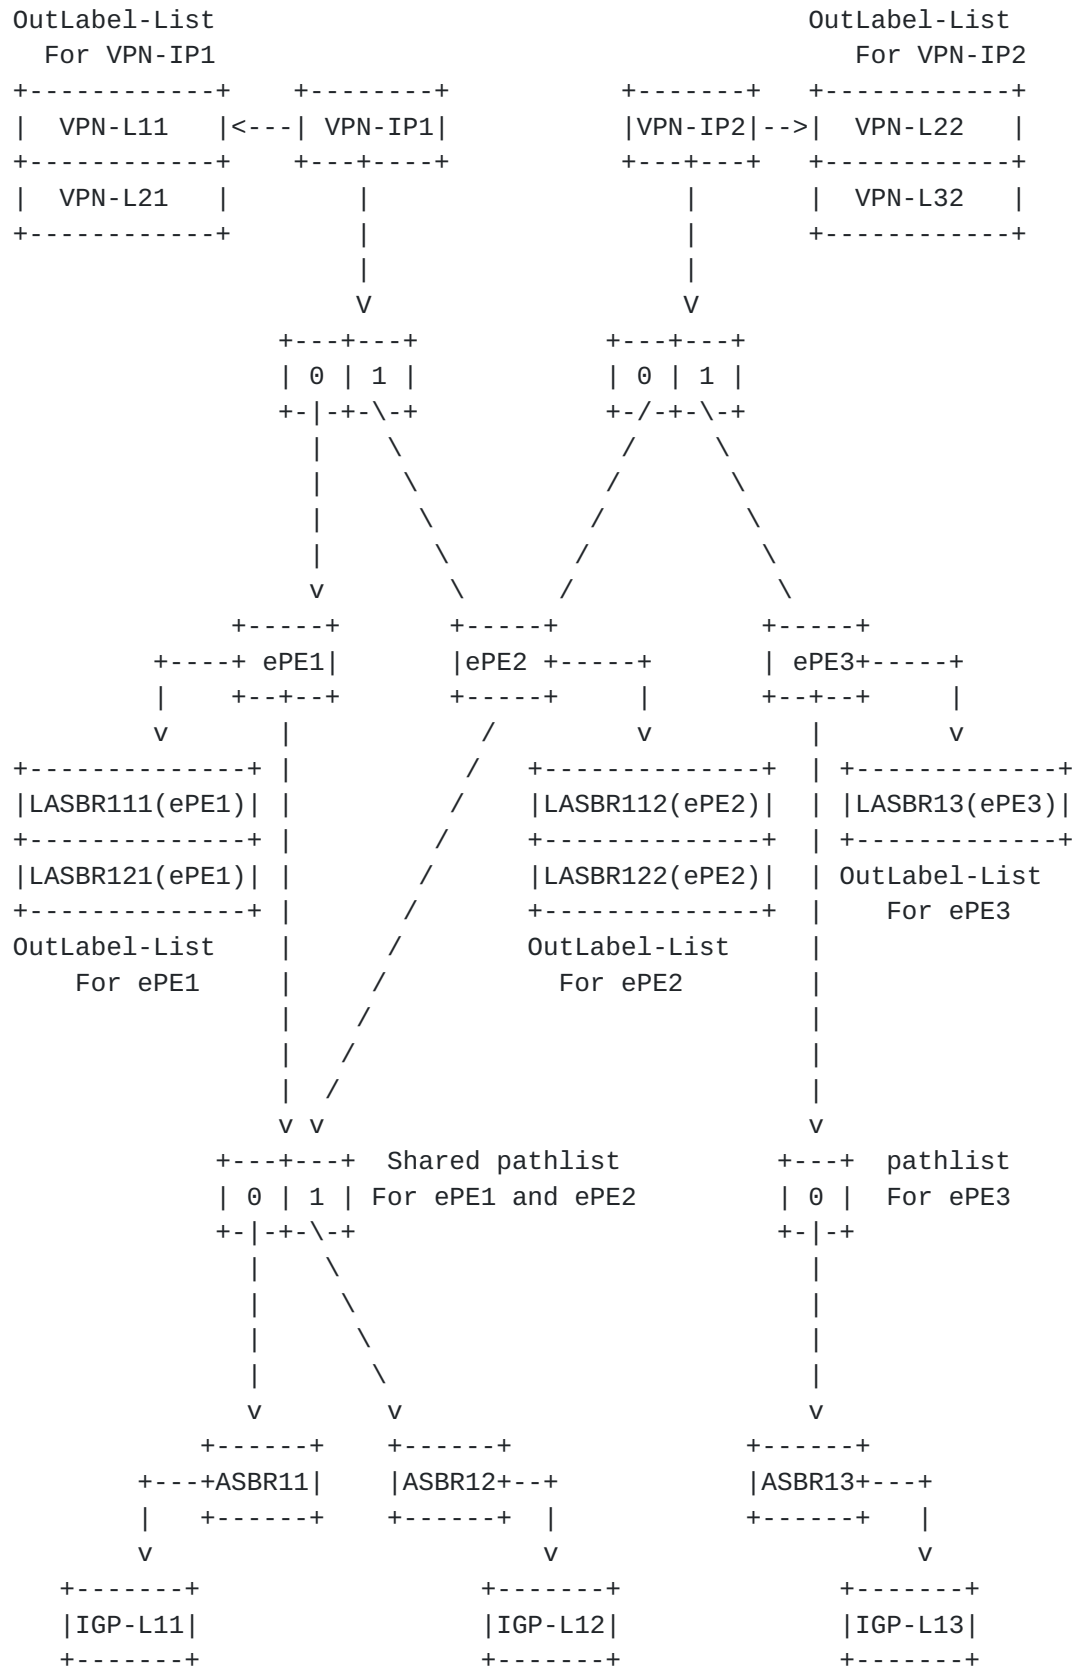 OutLabel-List                                      OutLabel-List
  For VPN-IP1                                         For VPN-IP2
+------------+    +--------+           +-------+   +------------+
|  VPN-L11   |<---| VPN-IP1|           |VPN-IP2|-->|  VPN-L22   |
+------------+    +---+----+           +---+---+   +------------+
|  VPN-L21   |        |                    |       |  VPN-L32   |
+------------+        |                    |       +------------+
                      |                    |
                      V                    V
                 +---+---+            +---+---+
                 | 0 | 1 |            | 0 | 1 |
                 +-|-+-\-+            +-/-+-\-+
                   |    \              /     \
                   |     \            /       \
                   |      \          /         \
                   |       \        /           \
                   v        \      /             \
              +-----+       +-----+             +-----+
         +----+ ePE1|       |ePE2 +-----+       | ePE3+-----+
         |    +--+--+       +-----+     |       +--+--+     |
         v       |            /         v          |        v
+--------------+ |           /   +--------------+  | +-------------+
|LASBR111(ePE1)| |          /    |LASBR112(ePE2)|  | |LASBR13(ePE3)|
+--------------+ |         /     +--------------+  | +-------------+
|LASBR121(ePE1)| |        /      |LASBR122(ePE2)|  | OutLabel-List
+--------------+ |       /       +--------------+  |    For ePE3
OutLabel-List    |      /        OutLabel-List     |
    For ePE1     |     /           For ePE2        |
                 |    /                            |
                 |   /                             |
                 |  /                              |
                 v v                               v
             +---+---+  Shared pathlist          +---+  pathlist
             | 0 | 1 | For ePE1 and ePE2         | 0 |  For ePE3
             +-|-+-\-+                           +-|-+
               |    \                              |
               |     \                             |
               |      \                            |
               |       \                           |
               v        v                          v
            +------+    +------+               +------+
        +---+ASBR11|    |ASBR12+--+            |ASBR13+---+
        |   +------+    +------+  |            +------+   |
        v                         v                       v
   +-------+                  +-------+              +-------+
   |IGP-L11|                  |IGP-L12|              |IGP-L13|
   +-------+                  +-------+              +-------+